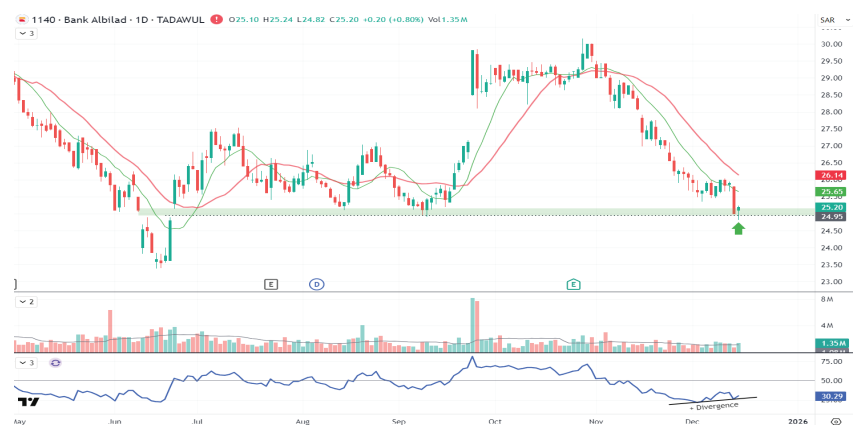 1140 · Bank Albilad · 1D · TADAWUL O25.10 H25.24 L24.82 C25.20 +0.20 (+0.80%) Vol1.35M
SAR
3
30.00
29.50
29.00
28.50
28.00
27.50
27.00
26.50
26.14
25.65
25.20
24.95
24.50
24.00
23.50
23.00
E
D
E
2
8M
4M
1.35M
3
75.00
50.00
30.29
+ Divergence
Jun
Jul
Aug
Sep
Oct
Nov
Dec
2026